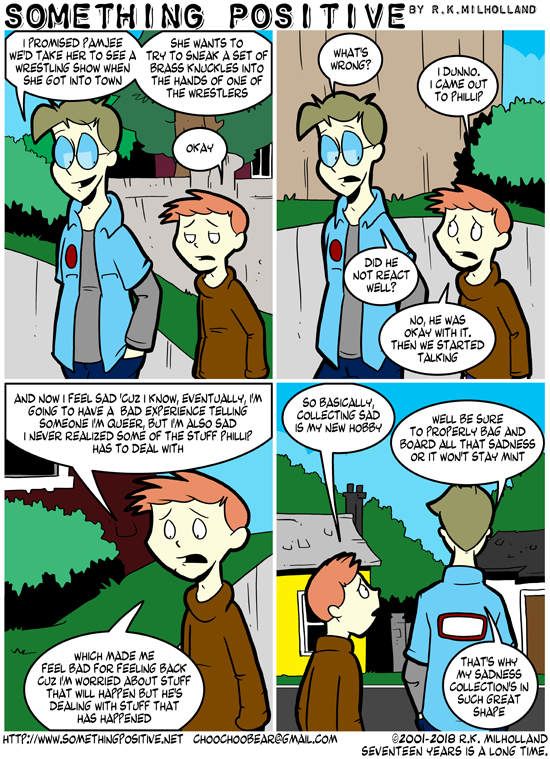 SOMETHING POSITIVE BY R.K.MILHOLLAND
I PROMISED PAMJEE
WE'D TAKE HER TO SEE A
WRESTLING SHOW WHEN
SHE GOT INTO TOWN
SHE WANTS TO
TRY TO SNEAK A SET OF
BRASS KNUCKLES INTO
THE HANDS OF ONE OF
THE WRESTLERS
OKAY
WHAT'S
WRONG?
I DUNNO.
I CAME OUT
TO PHILLIP
DID HE
NOT REACT
WELL?
NO, HE WAS
OKAY WITH IT.
THEN WE STARTED
TALKING
AND NOW I FEEL SAD 'CUZ I KNOW, EVENTUALLY, I'M
GOING TO HAVE A BAD EXPERIENCE TELLING
SOMEONE I'M QUEER, BUT I'M ALSO SAD
I NEVER REALIZED SOME OF THE STUFF PHILLIP
HAS TO DEAL WITH
WHICH MADE ME
FEEL BAD FOR FEELING BACK
CUZ I'M WORRIED ABOUT STUFF
THAT WILL HAPPEN BUT HE'S
DEALING WITH STUFF THAT
HAS HAPPENED
SO BASICALLY,
COLLECTING SAD
IS MY NEW HOBBY
WELL BE SURE
TO PROPERLY BAG AND
BOARD ALL THAT SADNESS
OR IT WON'T STAY MINT
THAT'S WHY
MY SADNESS
COLLECTION'S IN
SUCH GREAT
SHAPE
HTTP://WWW.SOMETHINGPOSITIVE.NET CHOOCHOOBEAR@GMAIL.COM
©2001-2018 R.K. MILHOLLAND
SEVENTEEN YEARS IS A LONG TIME.